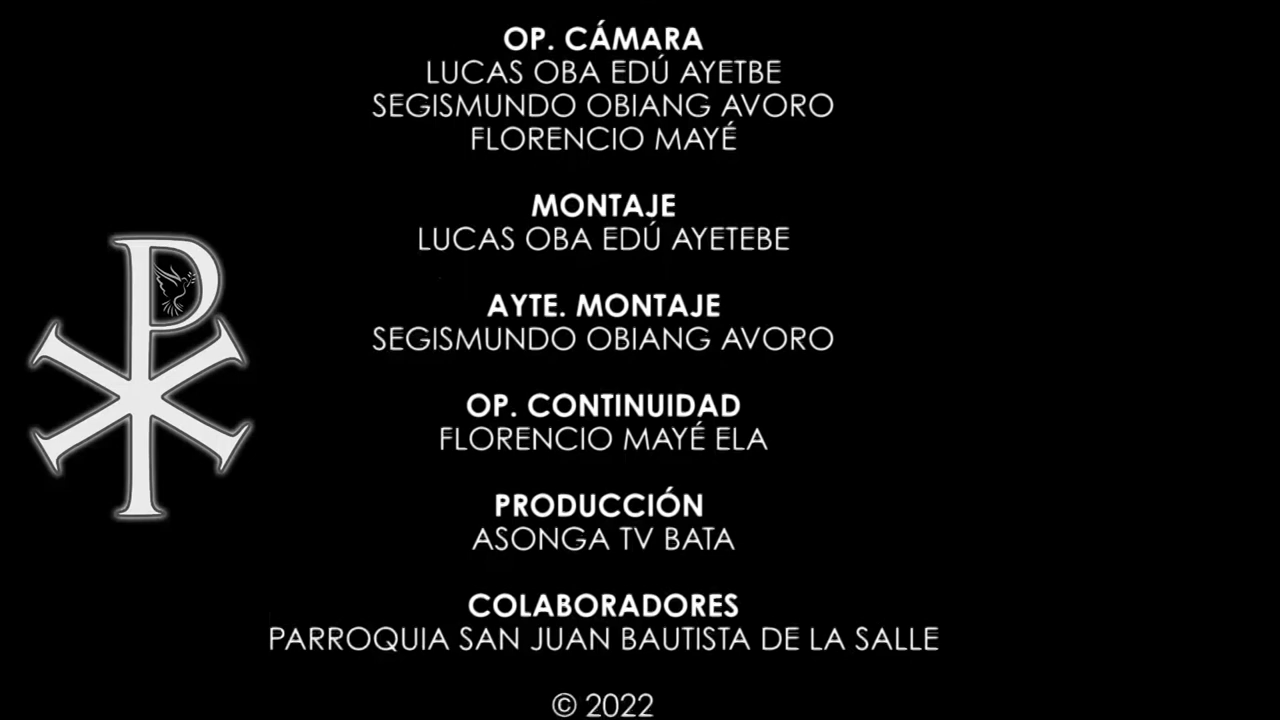 OP. CÁMARA
LUCAS OBA EDÚ AYETBE
SEGISMUNDO OBIANG AVORO
FLORENCIO MAYÉ
MONTAJE
LUCAS OBA EDÚ AYETEBE
AYTE. MONTAJE
SEGISMUNDO OBIANG AVORO
OP. CONTINUIDAD
FLORENCIO MAYÉ ELA
PRODUCCIÓN
ASONGA TV BATA
COLABORADORES
PARROQUIA SAN JUAN BAUTISTA DE LA SALLE
© 2022